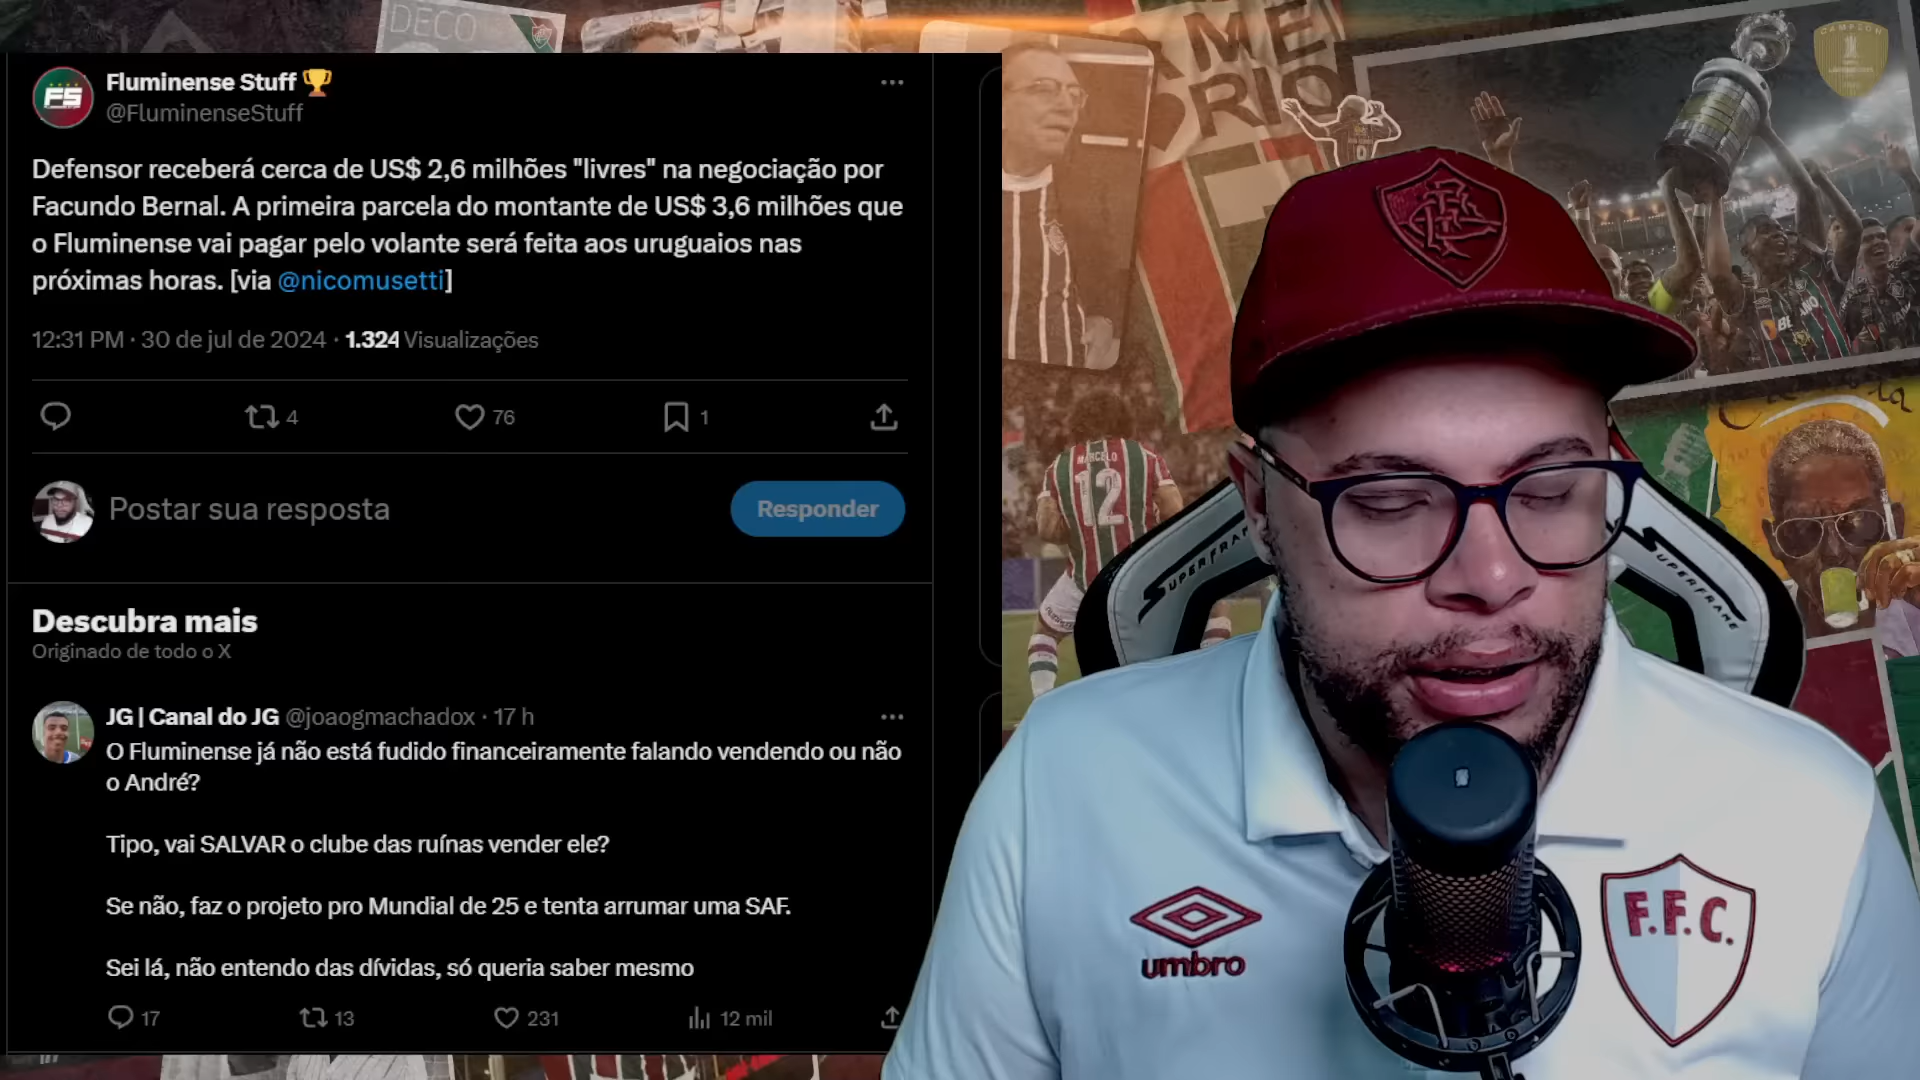 DECO
Fluminense Stuff 🏆
@FluminenseStuff
Defensor receberá cerca de US$ 2,6 milhões "livres" na negociação por
Facundo Bernal. A primeira parcela do montante de US$ 3,6 milhões que
o Fluminense vai pagar pelo volante será feita aos uruguaios nas
próximas horas. [via @nicomusetti]
12:31 PM · 30 de jul de 2024 · 1.324 Visualizações
4
76
1
Postar sua resposta
Responder
Descubra mais
Originado de todo o X
JG | Canal do JG @joaogmachadox · 17 h
O Fluminense já não está fudido financeiramente falando vendendo ou não
o André?
Tipo, vai SALVAR o clube das ruínas vender ele?
Se não, faz o projeto pro Mundial de 25 e tenta arrumar uma SAF.
Sei lá, não entendo das dívidas, só queria saber mesmo
17
13
231
12 mil
FS
RIO
MARCELO
12
SUPERFRAME
umbro
F.F.C.